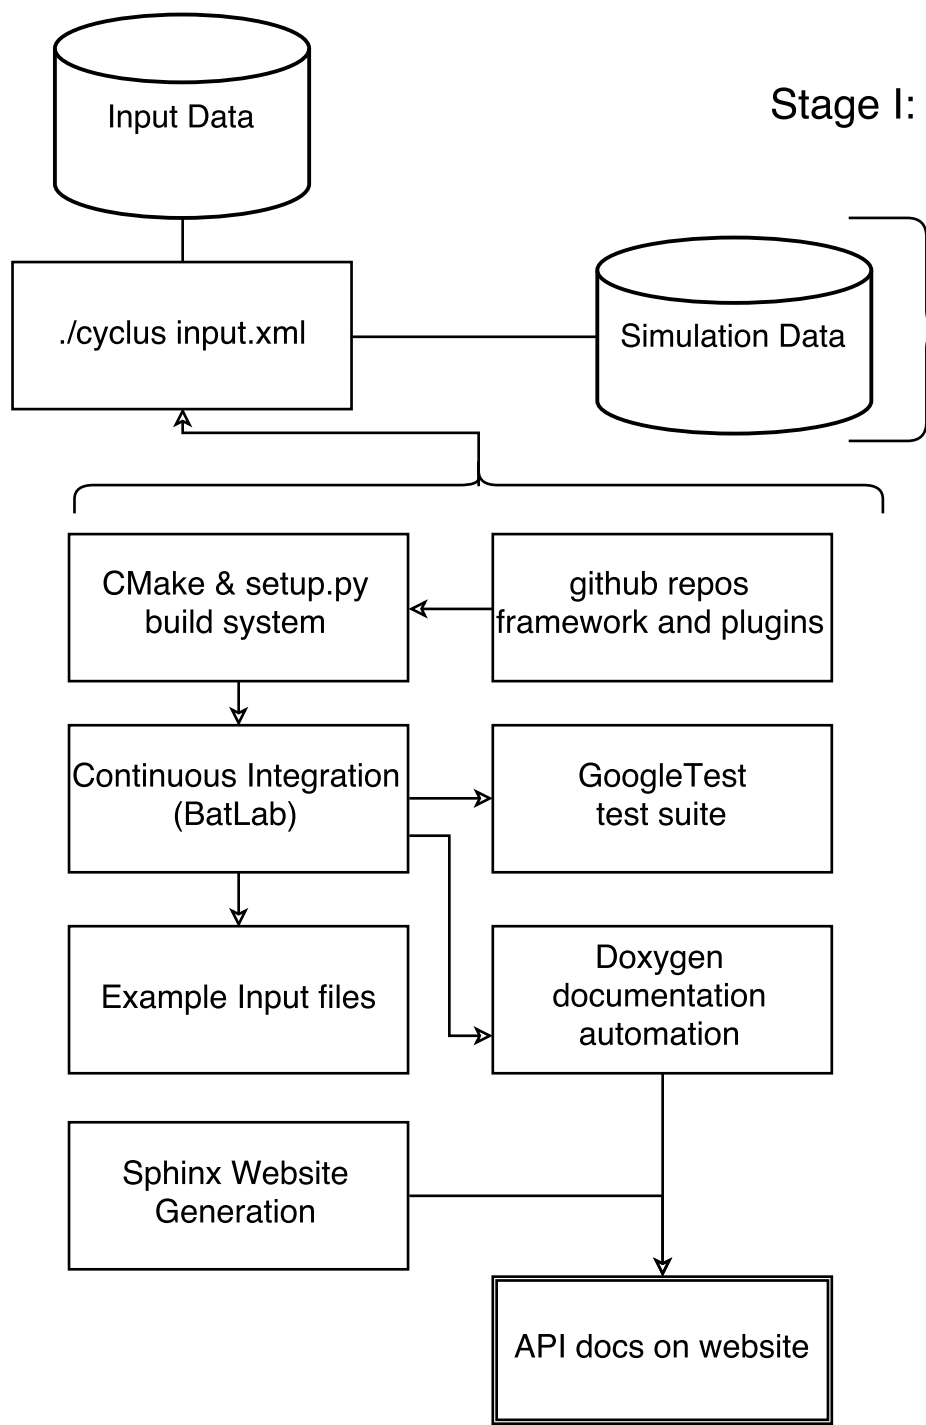 Input Data
Stage I:
./cyclus input.xml
Simulation Data
CMake & setup.py
build system
github repos
framework and plugins
Continuous Integration
(BatLab)
GoogleTest
test suite
Example Input files
Doxygen
documentation
automation
Sphinx Website
Generation
API docs on website